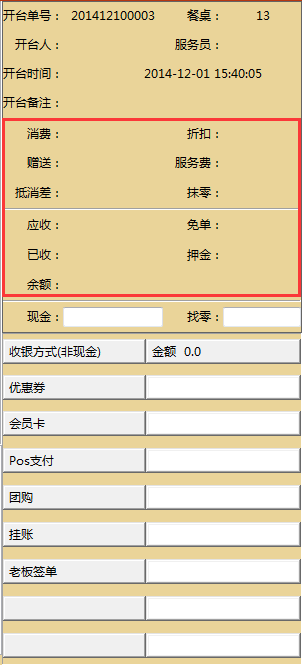 开台单号：201412100003 餐桌：13
开台人： 服务员：
开台时间： 2014-12-01 15:40:05
开台备注：
消费： 折扣：
赠送： 服务费：
抵消差： 抹零：
应收： 免单：
已收： 押金：
余额：
现金： 找零：
收银方式(非现金) 金额 0.0
优惠券
会员卡
Pos支付
团购
挂账
老板签单